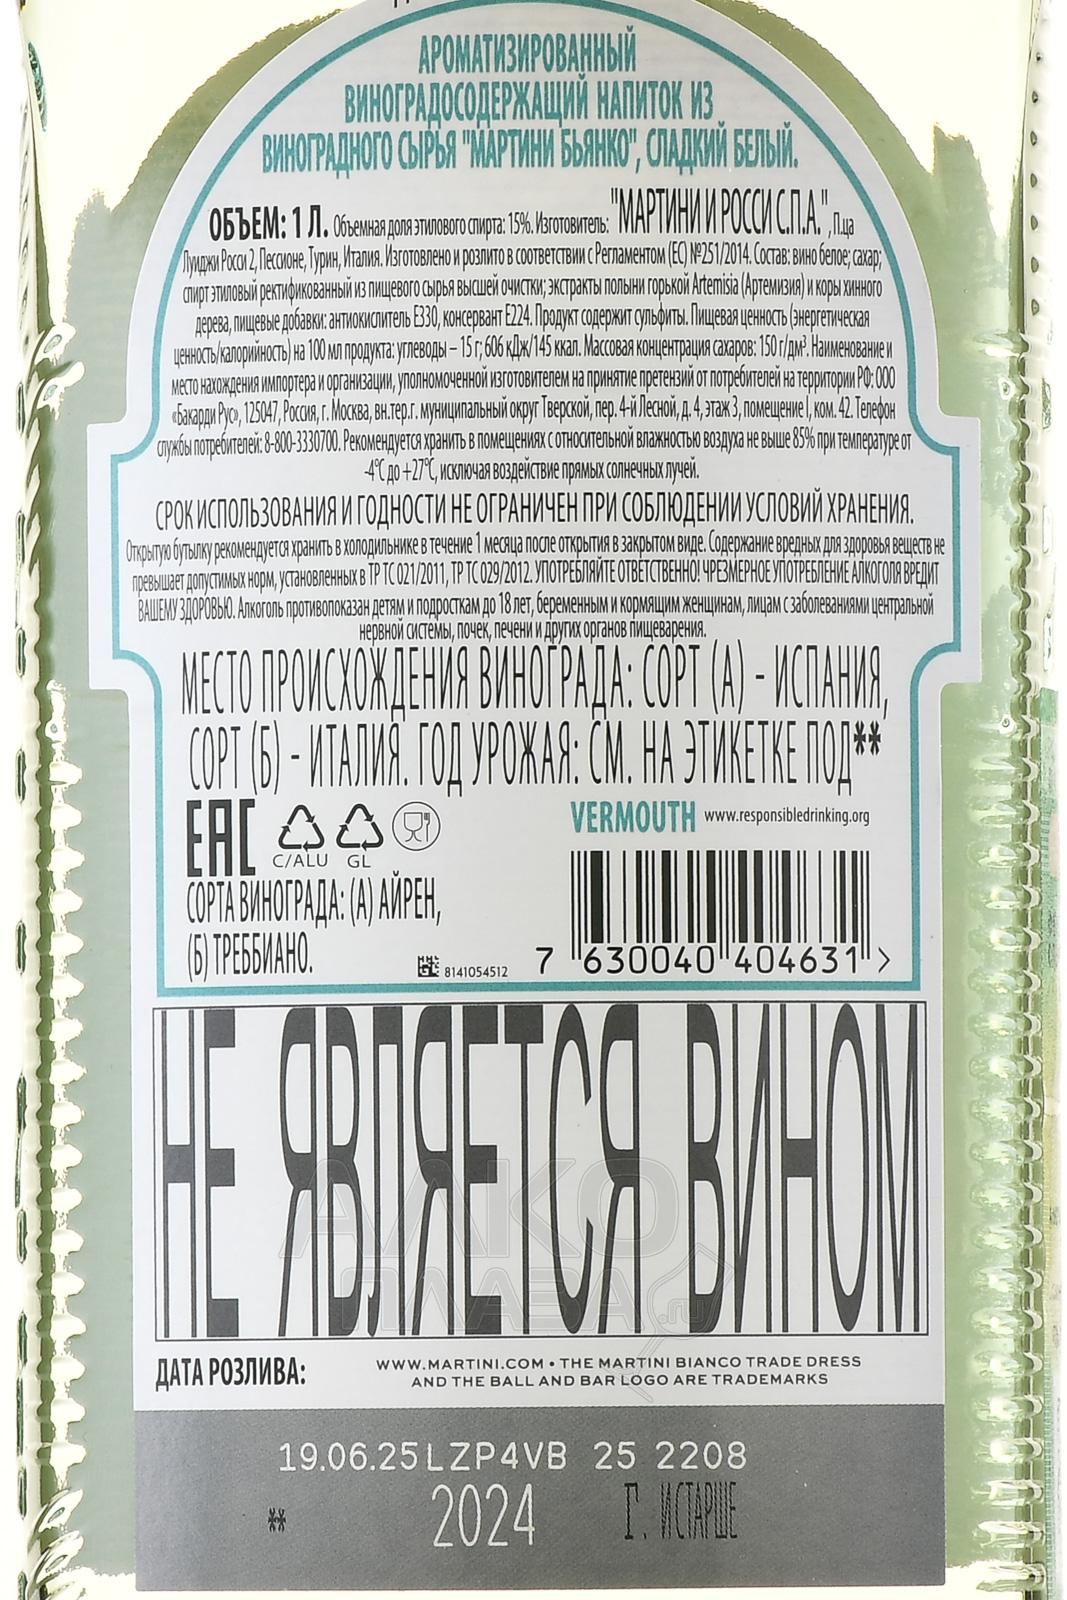 АРОМАТИЗИРОВАННЫЙ
ВИНОГРАДОСОДЕРЖАЩИЙ НАПИТОК ИЗ
ВИНОГРАДНОГО СЫРЬЯ "МАРТИНИ БЬЯНКО", СЛАДКИЙ БЕЛЫЙ.
ОБЪЕМ: 1 Л. Объемная доля этилового спирта: 15%. Изготовитель: "МАРТИНИ И РОССИ С.П.А.", П.ца
Луиджи Росси 2, Пессионе, Турин, Италия. Изготовлено и розлито в соответствии с Регламентом (ЕС) №251/2014. Состав: вино белое; сахар;
спирт этиловый ректификованный из пищевого сырья высшей очистки; экстракты полыни горькой Artemisia (Артемизия) и коры хинного
дерева, пищевые добавки: антиокислитель Е330, консервант Е224. Продукт содержит сульфиты. Пищевая ценность (энергетическая
ценность/калорийность) на 100 мл продукта: углеводы – 15 г; 606 кДж/145 ккал. Массовая концентрация сахаров: 150 г/дм³. Наименование и
место нахождения импортера и организации, уполномоченной изготовителем на принятие претензий от потребителей на территории РФ: ООО
«Бакарди Рус», 125047, Россия, г. Москва, вн.тер.г. муниципальный округ Тверской, пер. 4-й Лесной, д. 4, этаж 3, помещение I, ком. 42. Телефон
службы потребителей: 8-800-3330700. Рекомендуется хранить в помещениях с относительной влажностью воздуха не выше 85% при температуре от
-4°С до +27°С, исключая воздействие прямых солнечных лучей.
СРОК ИСПОЛЬЗОВАНИЯ И ГОДНОСТИ НЕ ОГРАНИЧЕН ПРИ СОБЛЮДЕНИИ УСЛОВИЙ ХРАНЕНИЯ.
Открытую бутылку рекомендуется хранить в холодильнике в течение 1 месяца после открытия в закрытом виде. Содержание вредных для здоровья веществ не
превышает допустимых норм, установленных в ТР ТС 021/2011, ТР ТС 029/2012. УПОТРЕБЛЯЙТЕ ОТВЕТСТВЕННО! ЧРЕЗМЕРНОЕ УПОТРЕБЛЕНИЕ АЛКОГОЛЯ ВРЕДИТ
ВАШЕМУ ЗДОРОВЬЮ. Алкоголь противопоказан детям и подросткам до 18 лет, беременным и кормящим женщинам, лицам с заболеваниями центральной
нервной системы, почек, печени и других органов пищеварения.
МЕСТО ПРОИСХОЖДЕНИЯ ВИНОГРАДА: СОРТ (А) - ИСПАНИЯ,
СОРТ (Б) - ИТАЛИЯ. ГОД УРОЖАЯ: СМ. НА ЭТИКЕТКЕ ПОД**
EAC
C/ALU GL
VERMOUTH www.responsibledrinking.org
СОРТА ВИНОГРАДА: (А) АЙРЕН,
(Б) ТРЕББИАНО.
8141054512
7 630040 404631 >
НЕ ЯВЛЯЕТСЯ ВИНОМ
АЛКО
ПЛАЗА.ru
ДАТА РОЗЛИВА:
WWW.MARTINI.COM • THE MARTINI BIANCO TRADE DRESS
AND THE BALL AND BAR LOGO ARE TRADEMARKS
19.06.25 LZP4VB 25 2208
** 2024 Г. И СТАРШЕ